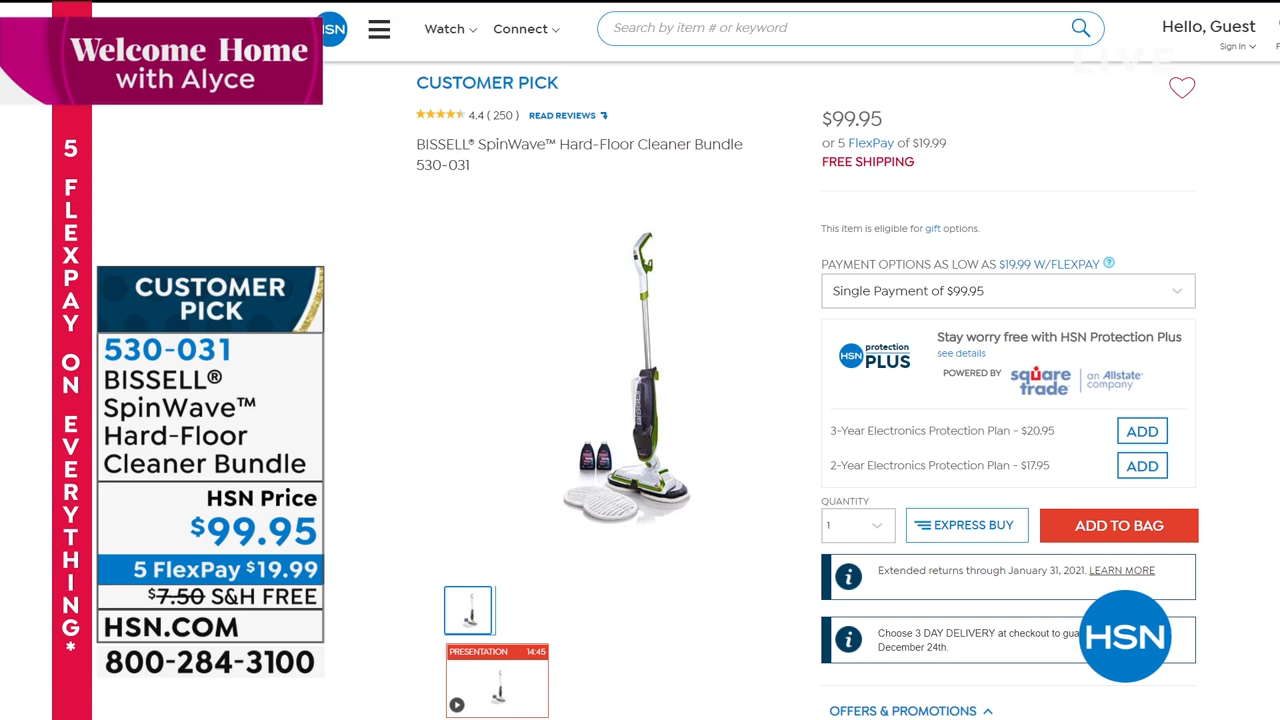 Welcome Home
with Alyce
5 FLEXPAY ON EVERYTHING*
CUSTOMER
PICK
530-031
BISSELL®
SpinWave™
Hard-Floor
Cleaner Bundle
HSN Price
$99.95
5 FlexPay $19.99
$7.50 S&H FREE
HSN.COM
800-284-3100
HSN
Watch
Connect
Search by item # or keyword
Hello, Guest
Sign In
LIVE
CUSTOMER PICK
4.4 ( 250 ) READ REVIEWS
BISSELL® SpinWave™ Hard-Floor Cleaner Bundle
530-031
PRESENTATION 14:45
$99.95
or 5 FlexPay of $19.99
FREE SHIPPING
This item is eligible for gift options.
PAYMENT OPTIONS AS LOW AS $19.99 W/FLEXPAY ?
Single Payment of $99.95
HSN protection PLUS
Stay worry free with HSN Protection Plus
see details
POWERED BY square trade | an Allstate company
3-Year Electronics Protection Plan - $20.95 ADD
2-Year Electronics Protection Plan - $17.95 ADD
QUANTITY
1
EXPRESS BUY
ADD TO BAG
Extended returns through January 31, 2021. LEARN MORE
Choose 3 DAY DELIVERY at checkout to
December 24th.
HSN
OFFERS & PROMOTIONS